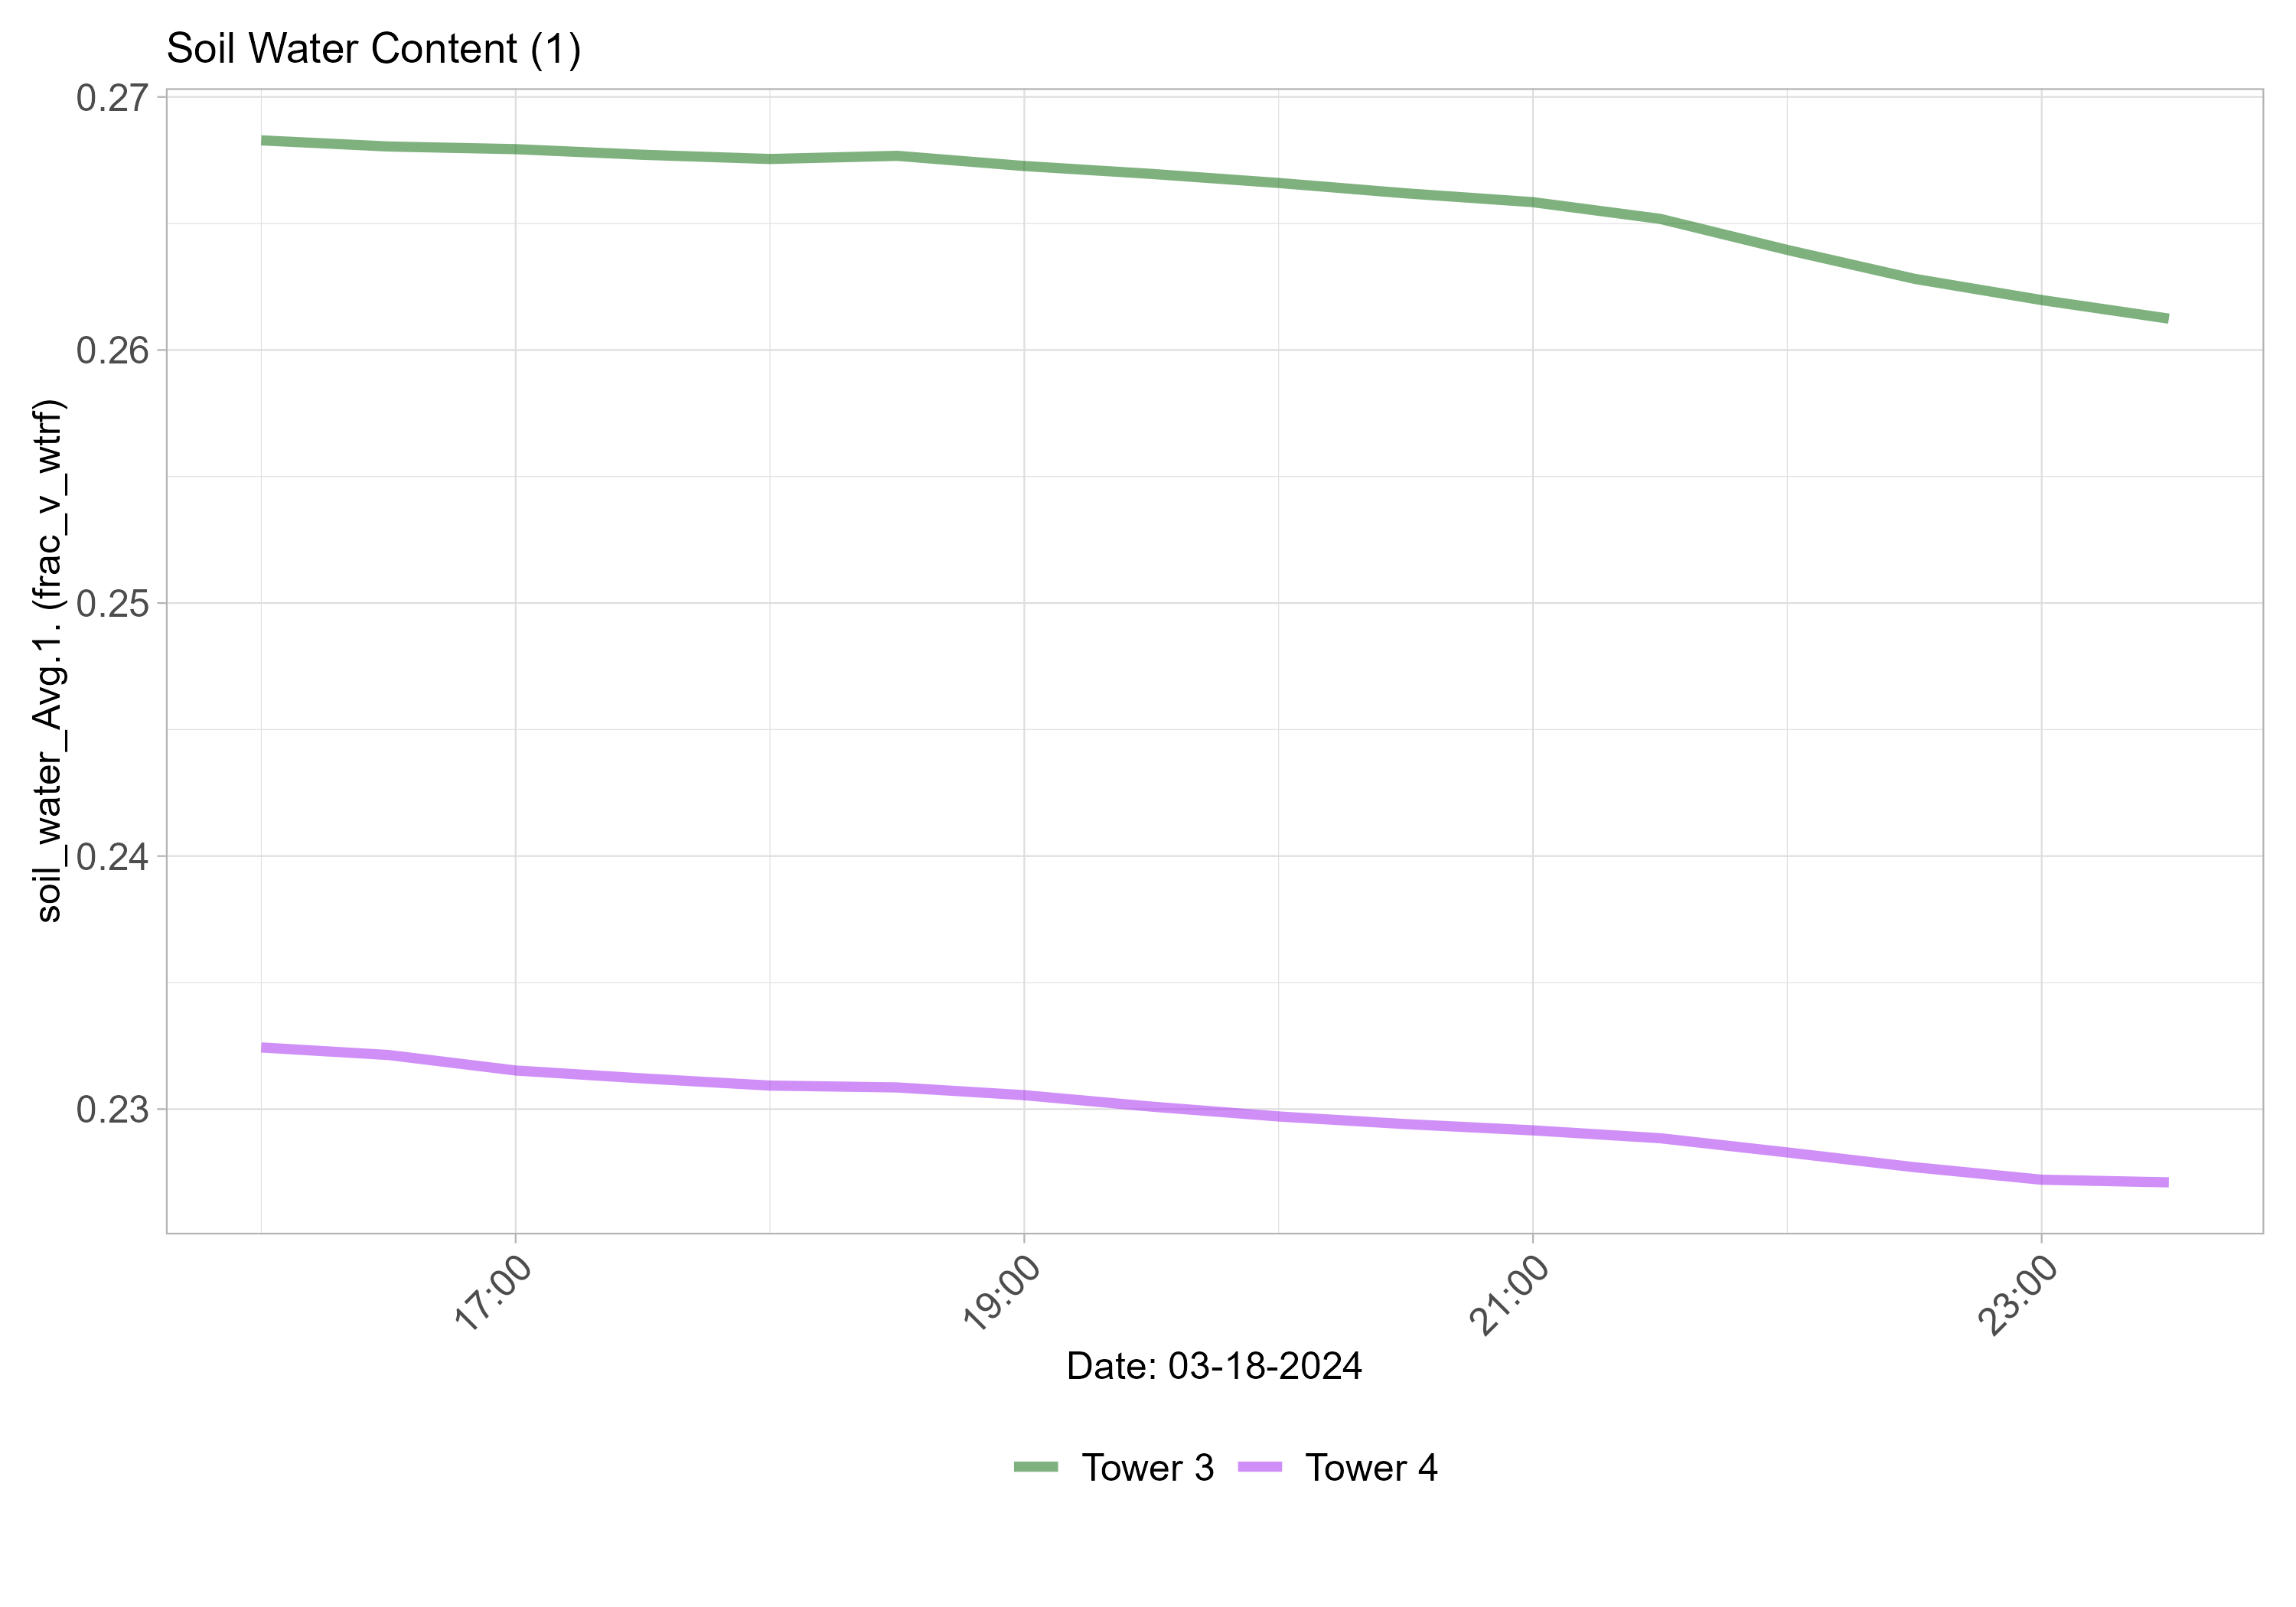 Soil Water Content (1)
soil_water_Avg.1. (frac_v_wtrf)
0.27
0.26
0.25
0.24
0.23
17:00
19:00
21:00
23:00
Date: 03-18-2024
Tower 3
Tower 4